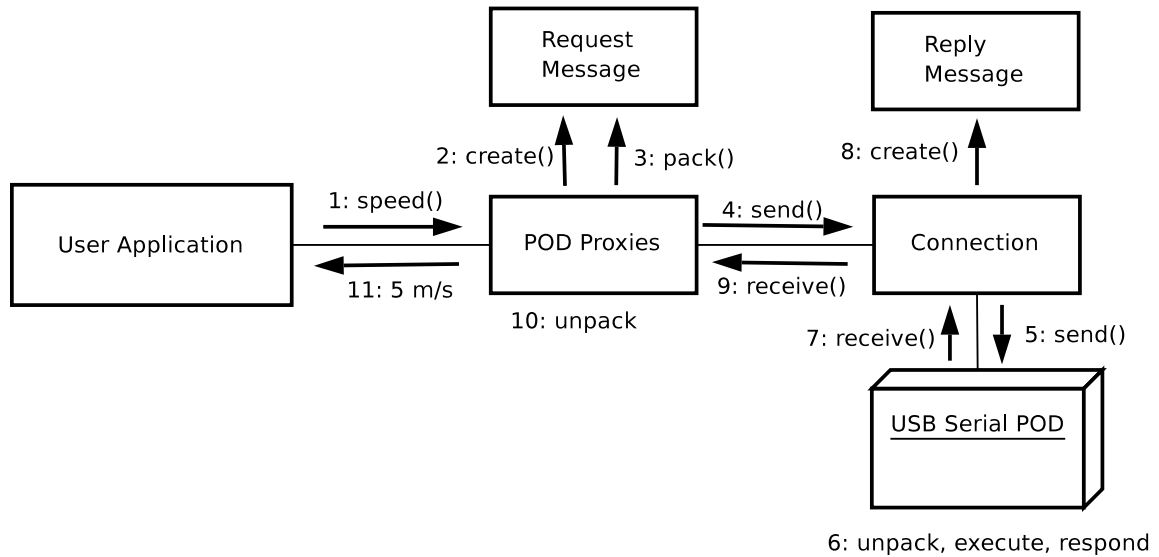 Request
Message
Reply
Message
2: create()
3: pack()
8: create()
1: speed()
4: send()
User Application
POD Proxies
Connection
11: 5 m/s
9: receive()
10: unpack
7: receive()
5: send()
USB Serial POD
6: unpack, execute, respond